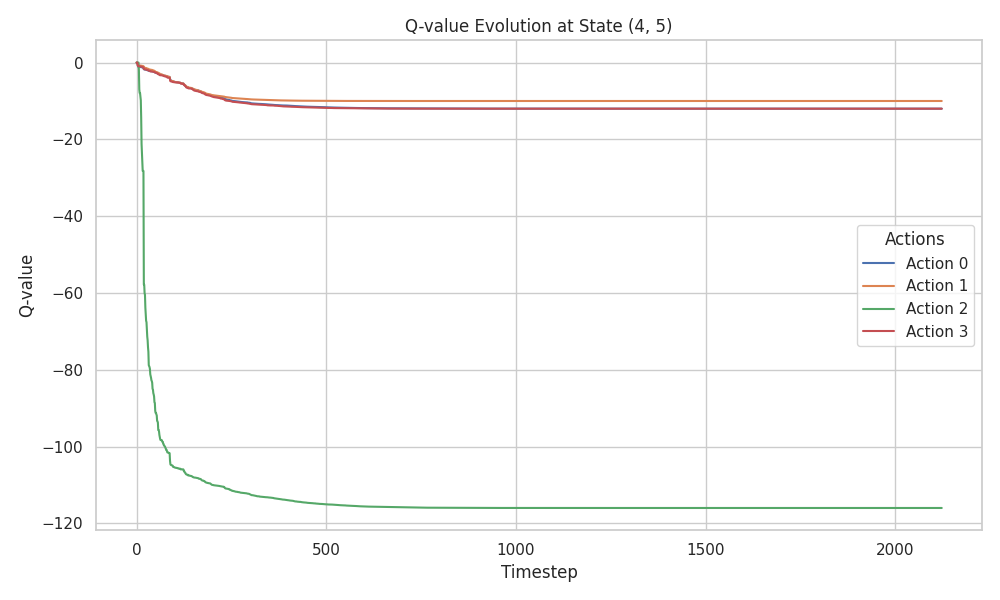 Q-value Evolution at State (4, 5)
0
−20
−40
−60
−80
−100
−120
Q-value
Actions
Action 0
Action 1
Action 2
Action 3
0
500
1000
1500
2000
Timestep